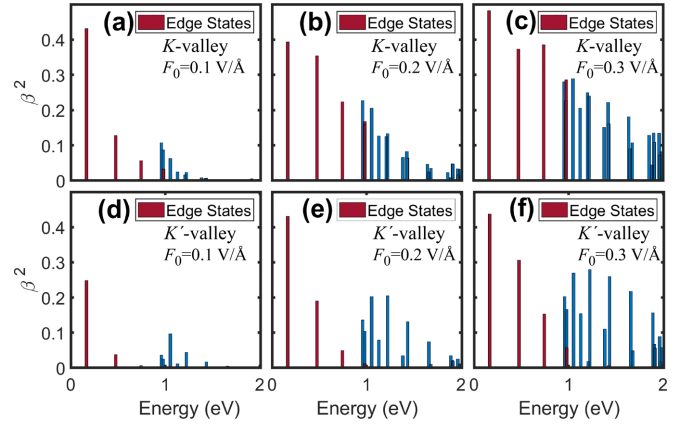 (a) Edge States
K-valley
F₀=0.1 V/Å
(b) Edge States
K-valley
F₀=0.2 V/Å
(c) Edge States
K-valley
F₀=0.3 V/Å
β²
0.4
0.3
0.2
0.1
0
(d) Edge States
K´-valley
F₀=0.1 V/Å
(e) Edge States
K´-valley
F₀=0.2 V/Å
(f) Edge States
K´-valley
F₀=0.3 V/Å
β²
0.4
0.3
0.2
0.1
0
0 1 2 1 2 1 2
Energy (eV) Energy (eV) Energy (eV)